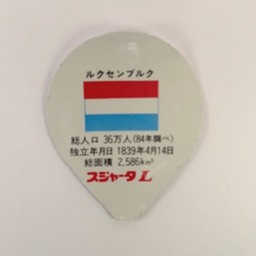 ルクセンブルク
総人口 36万人(84年調べ)
独立年月日 1839年4月14日
総面積 2,586km²
スジャータL